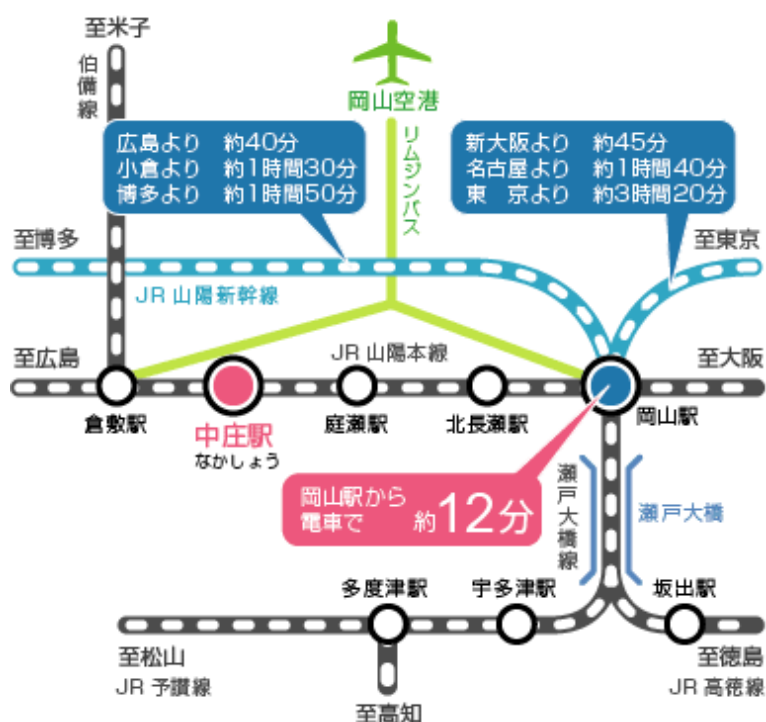 至米子
伯備線
岡山空港
リムジンバス
広島より 約40分
小倉より 約1時間30分
博多より 約1時間50分
新大阪より 約45分
名古屋より 約1時間40分
東 京より 約3時間20分
至博多
至東京
JR 山陽新幹線
至広島
JR 山陽本線
至大阪
倉敷駅
中庄駅
なかしょう
庭瀬駅
北長瀬駅
岡山駅
岡山駅から
電車で 約12分
瀬戸大橋線
瀬戸大橋
多度津駅
宇多津駅
坂出駅
至松山
JR 予讃線
至高知
至徳島
JR 高徳線